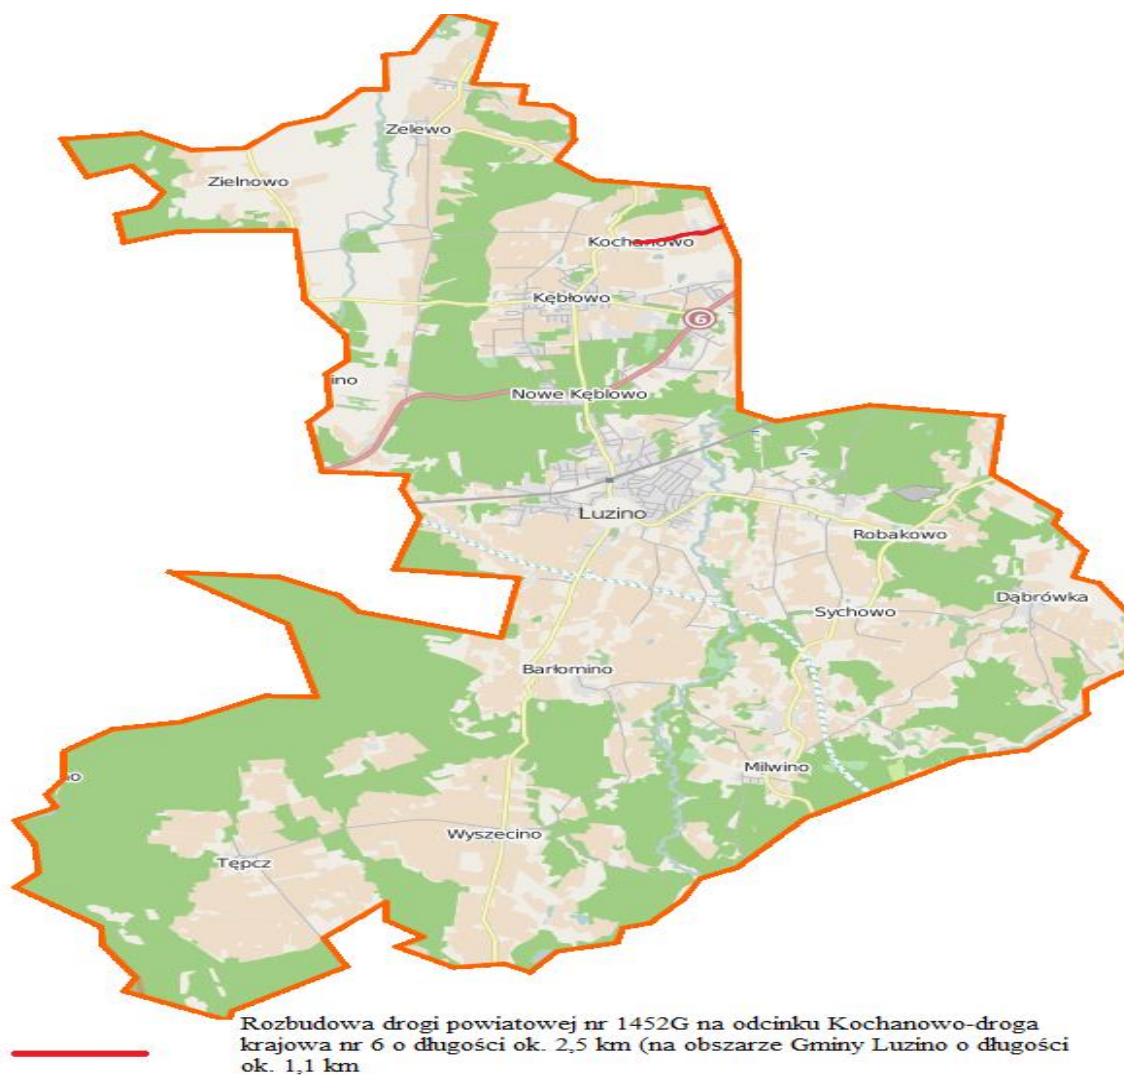 Zelewo
Zielnowo
Kochanowo
Kębłowo
6
ino
Nowe Kębłowo
Luzino
Robakowo
Dąbrówka
Sychowo
Barłomino
Milwino
no
Wyszecino
Tępcz
Rozbudowa drogi powiatowej nr 1452G na odcinku Kochanowo-droga
krajowa nr 6 o długości ok. 2,5 km (na obszarze Gminy Luzino o długości
ok. 1,1 km